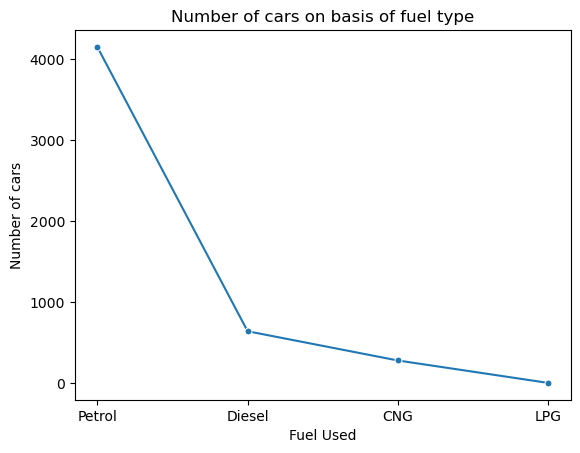 Number of cars on basis of fuel type
4000
3000
2000
1000
0
Number of cars
Petrol Diesel CNG LPG
Fuel Used